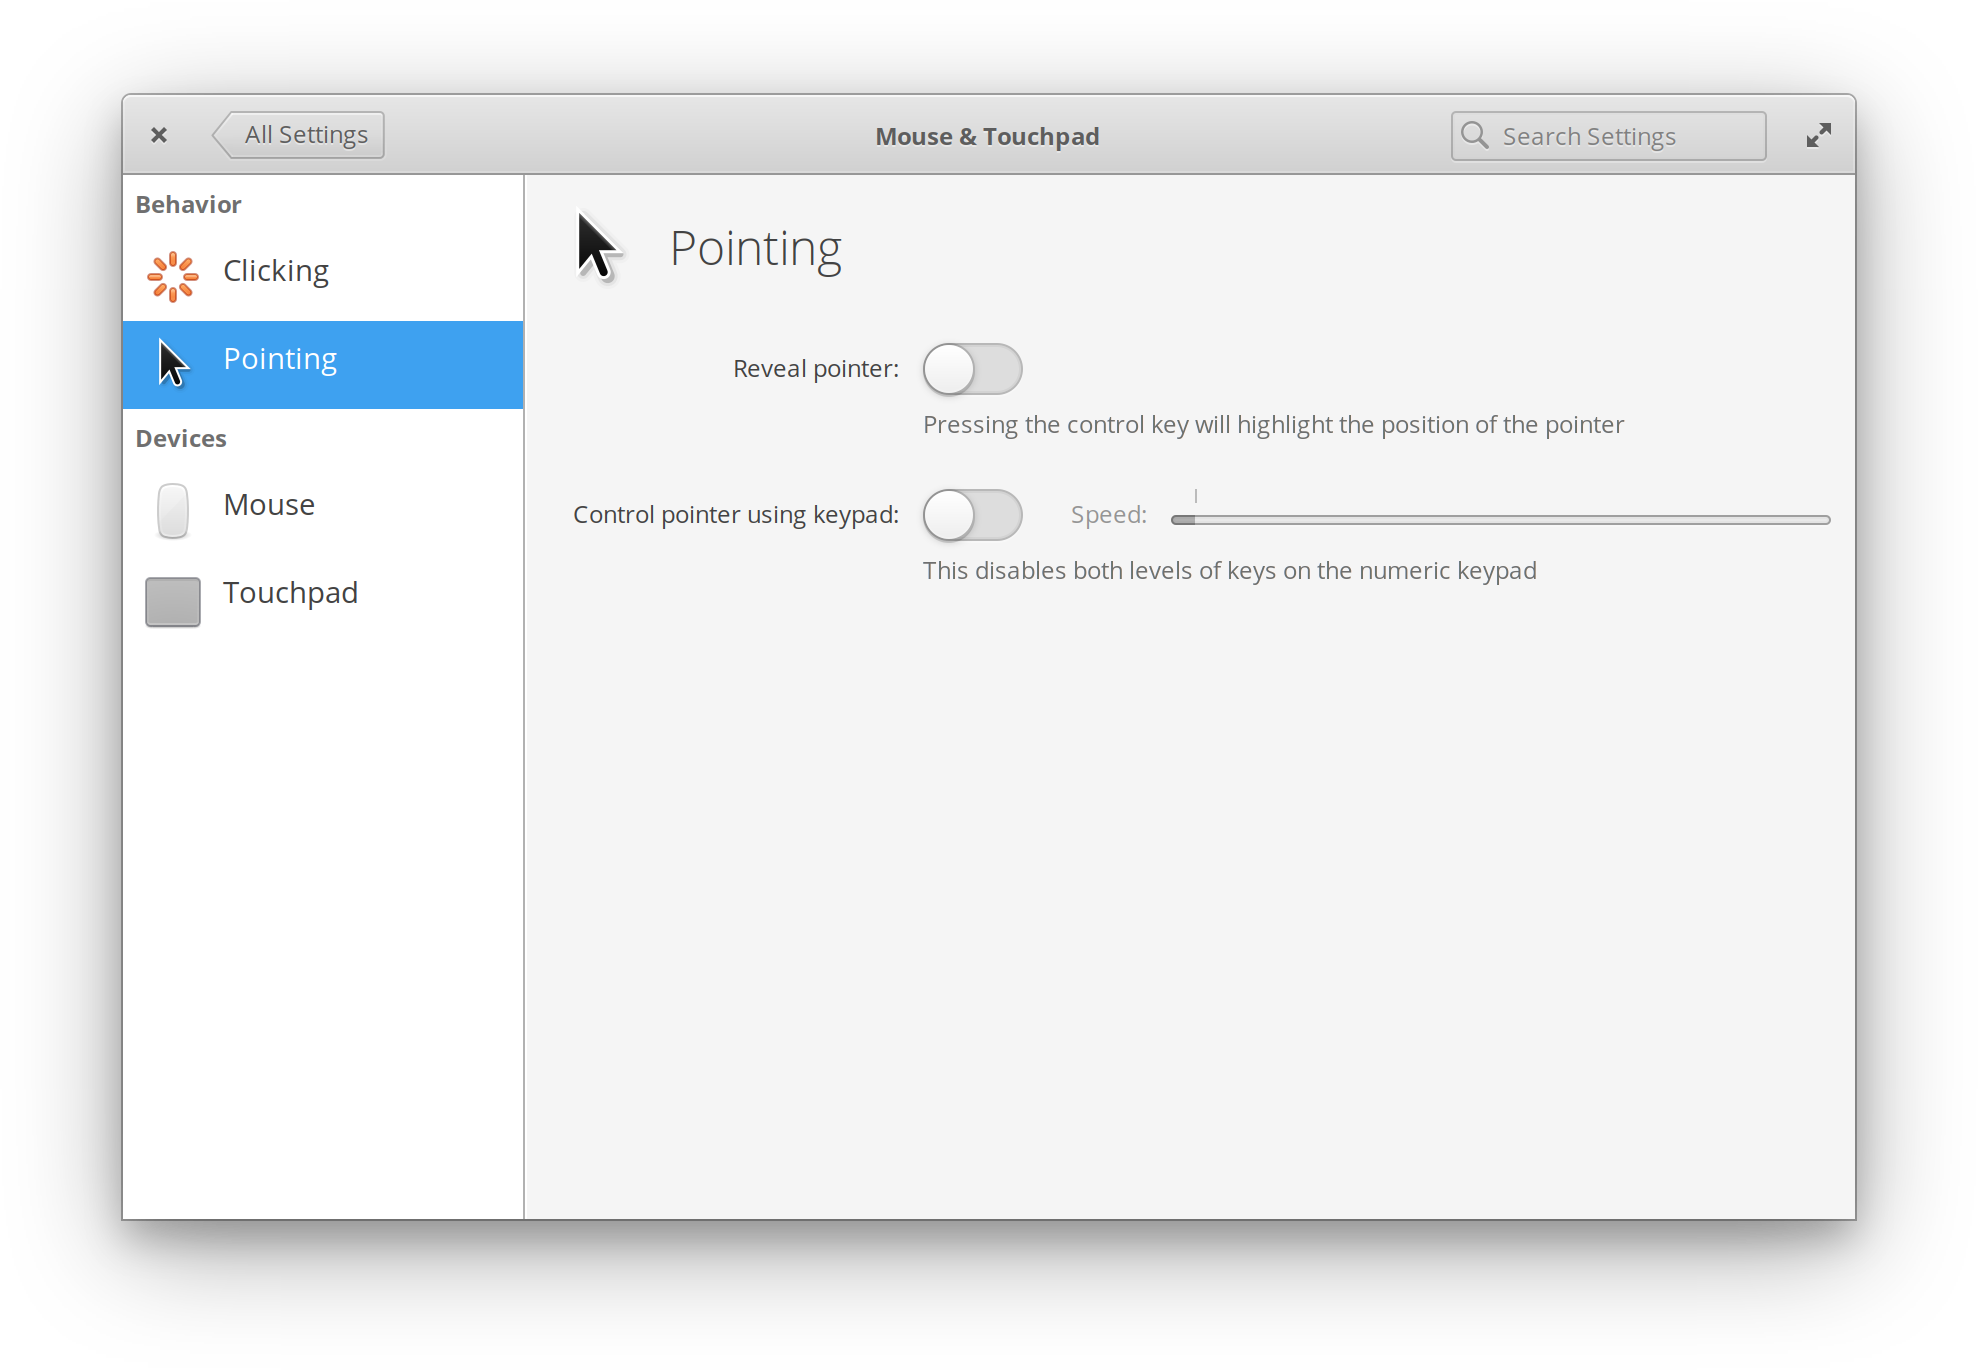 All Settings
Mouse & Touchpad
Search Settings
Behavior
Clicking
Pointing
Devices
Mouse
Touchpad
Pointing
Reveal pointer:
Pressing the control key will highlight the position of the pointer
Control pointer using keypad:
Speed:
This disables both levels of keys on the numeric keypad